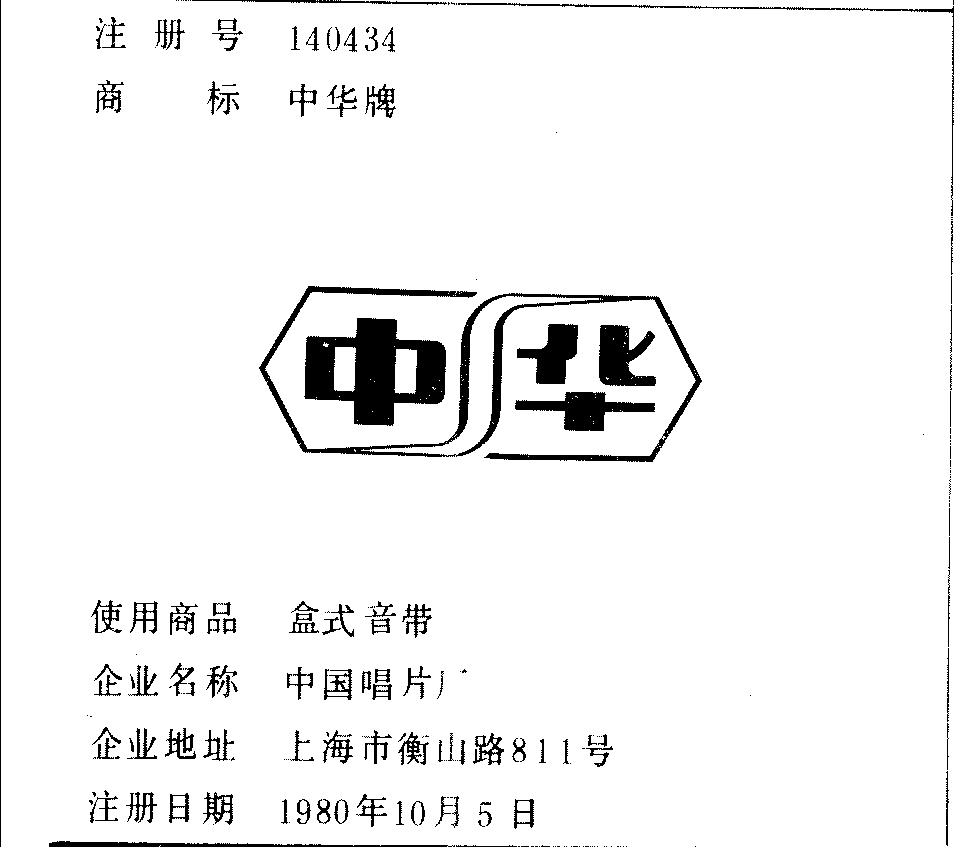 注册号 140434
商标 中华牌
中华
使用商品 盒式音带
企业名称 中国唱片厂
企业地址 上海市衡山路811号
注册日期 1980年10月5日